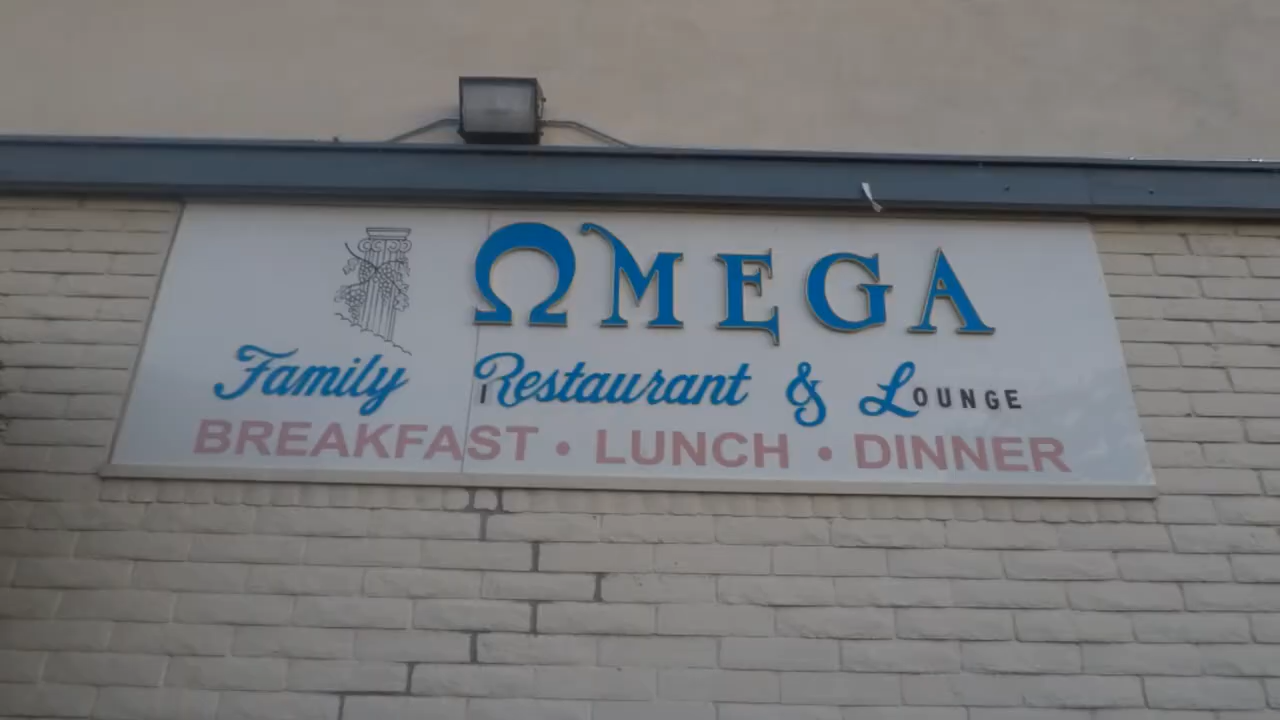 ΩMEGA
Family Restaurant & LOUNGE
BREAKFAST • LUNCH • DINNER